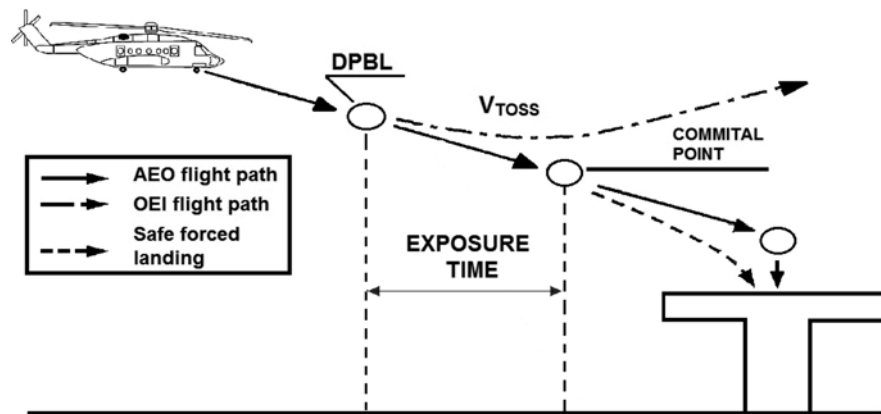 DPBL
VTOSS
COMMITAL
POINT
AEO flight path
OEI flight path
Safe forced
landing
EXPOSURE
TIME